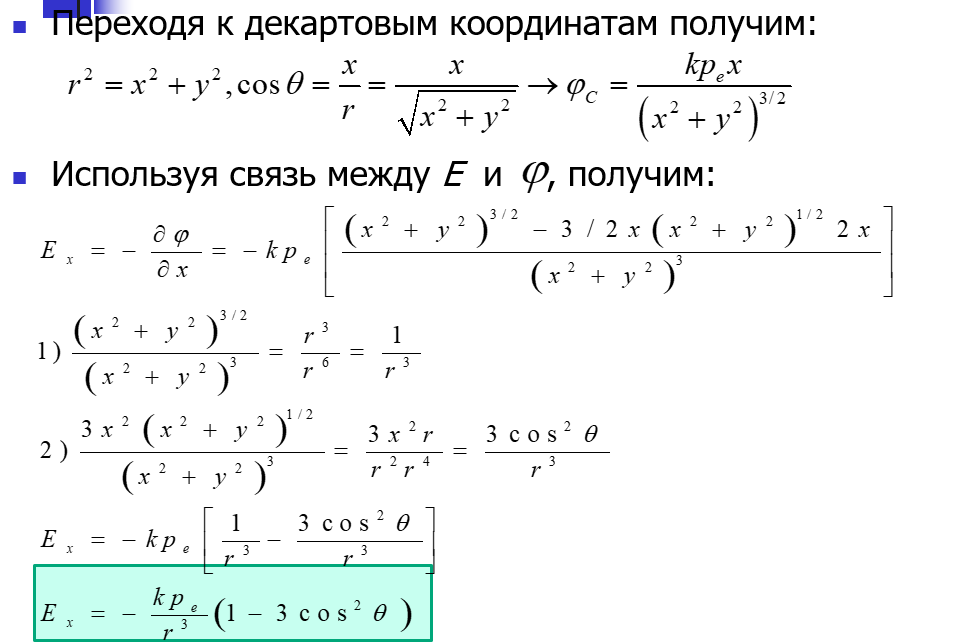 Переходя к декартовым координатам получим:
r² = x² + y², cos θ = x/r = x/√(x² + y²) → φ_C = kp_e x/(x² + y²)^(3/2)
Используя связь между E и φ, получим:
E_x = − ∂φ/∂x = − kp_e [((x² + y²)^(3/2) − 3/2x(x² + y²)^(1/2) 2x)/(x² + y²)³]
1) (x² + y²)^(3/2)/(x² + y²)³ = r³/r⁶ = 1/r³
2) 3x²(x² + y²)^(1/2)/(x² + y²)³ = 3x²r/r²r⁴ = 3cos²θ/r³
E_x = − kp_e [1/r³ − 3cos²θ/r³]
E_x = − kp_e/r³ (1 − 3cos²θ)